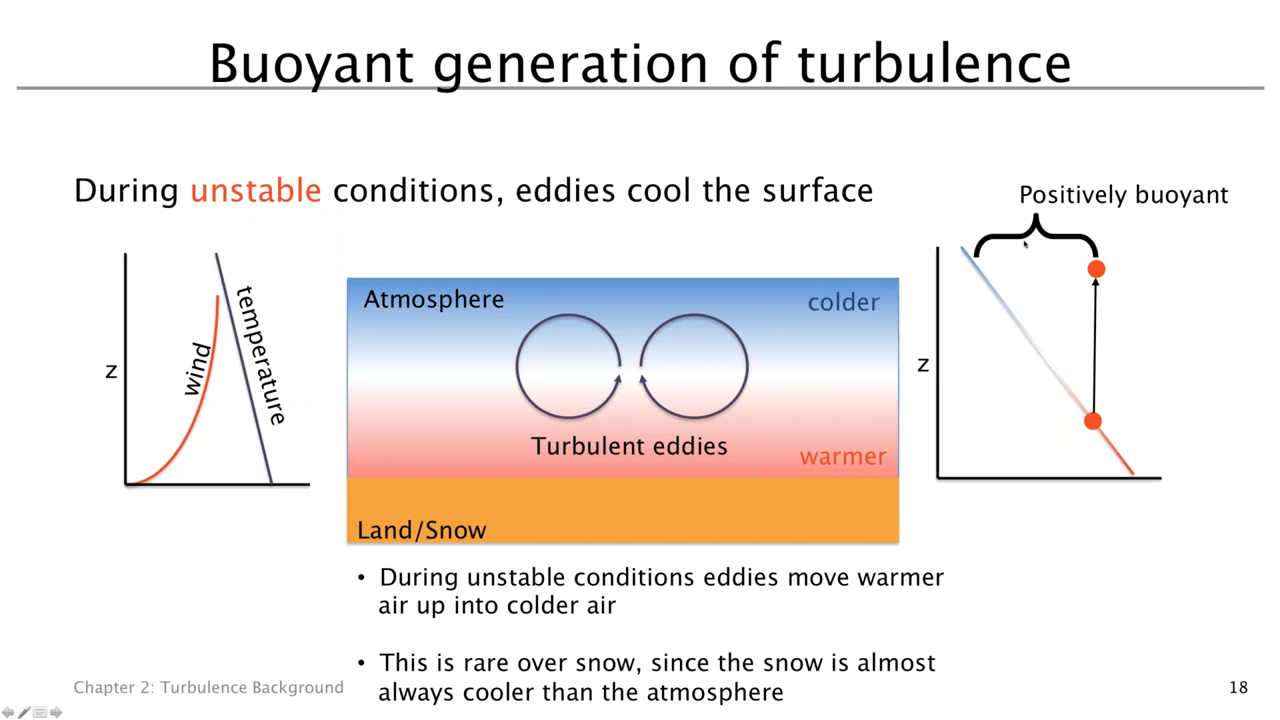 Buoyant generation of turbulence
During unstable conditions, eddies cool the surface
Positively buoyant
z
wind
temperature
Atmosphere
colder
Turbulent eddies
warmer
Land/Snow
z
• During unstable conditions eddies move warmer
air up into colder air
• This is rare over snow, since the snow is almost
always cooler than the atmosphere
Chapter 2: Turbulence Background
18